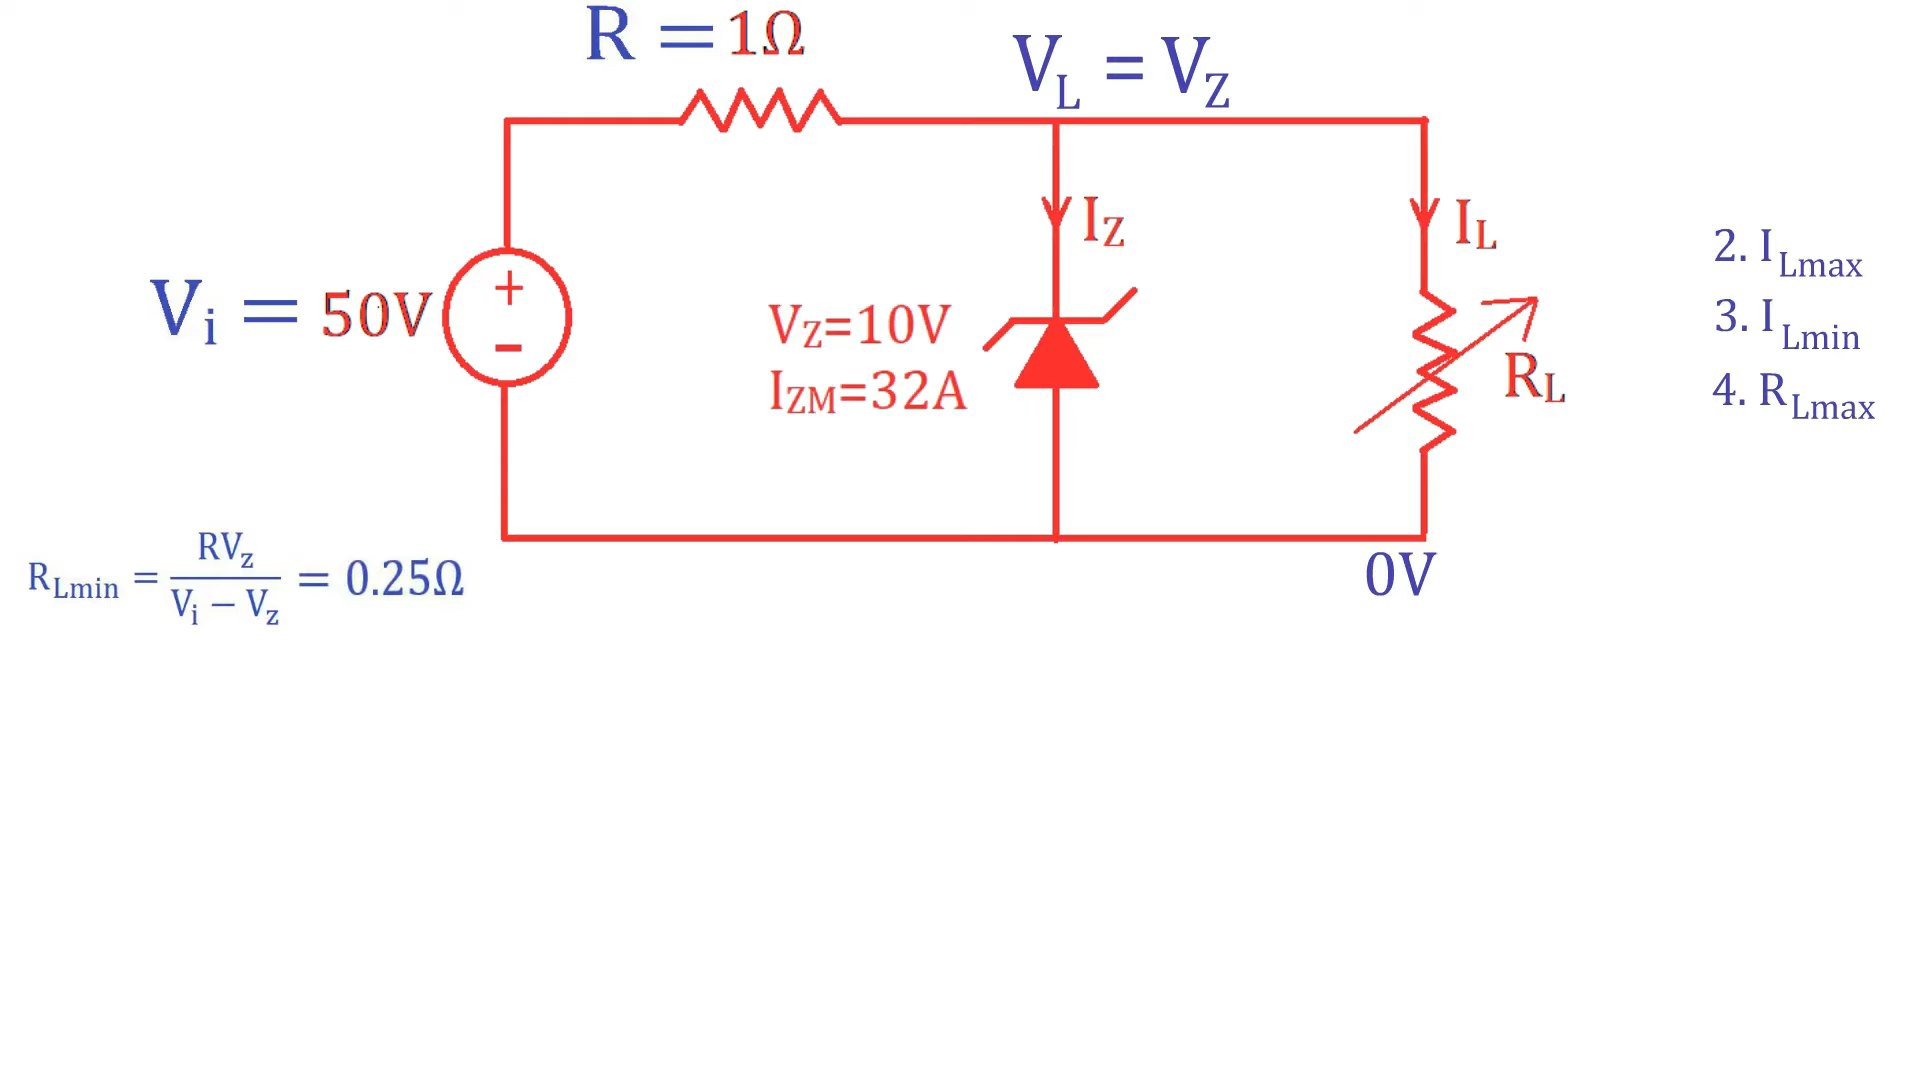 R = 1Ω
V_L = V_Z
I_Z
I_L
V_i = 50V
+
-
V_Z=10V
I_ZM=32A
R_L
2. I_Lmax
3. I_Lmin
4. R_Lmax
0V
R_Lmin = RV_z / (V_i − V_z) = 0.25Ω